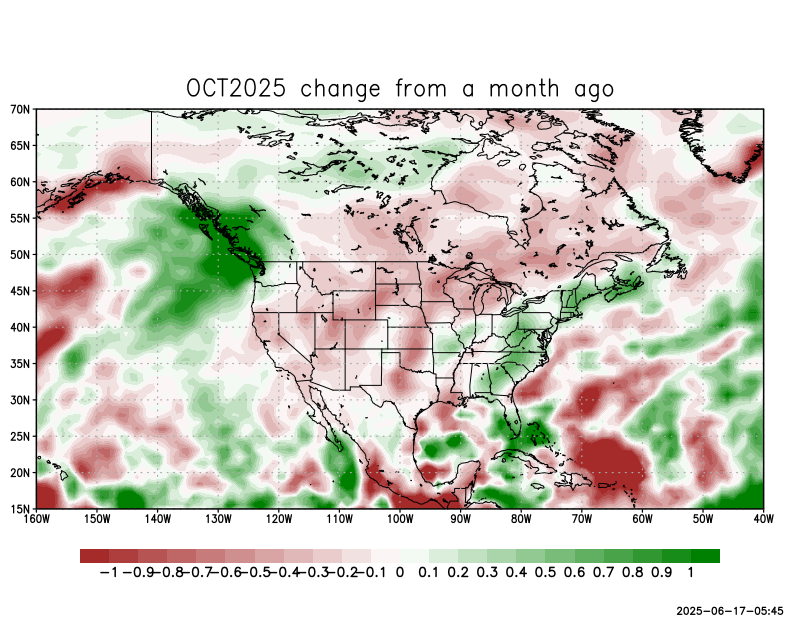 OCT2025 change from a month ago
70N
65N
60N
55N
50N
45N
40N
35N
30N
25N
20N
15N
160W 150W 140W 130W 120W 110W 100W 90W 80W 70W 60W 50W 40W
-1 -0.9 -0.8 -0.7 -0.6 -0.5 -0.4 -0.3 -0.2 -0.1 0 0.1 0.2 0.3 0.4 0.5 0.6 0.7 0.8 0.9 1
2025-06-17-05:45